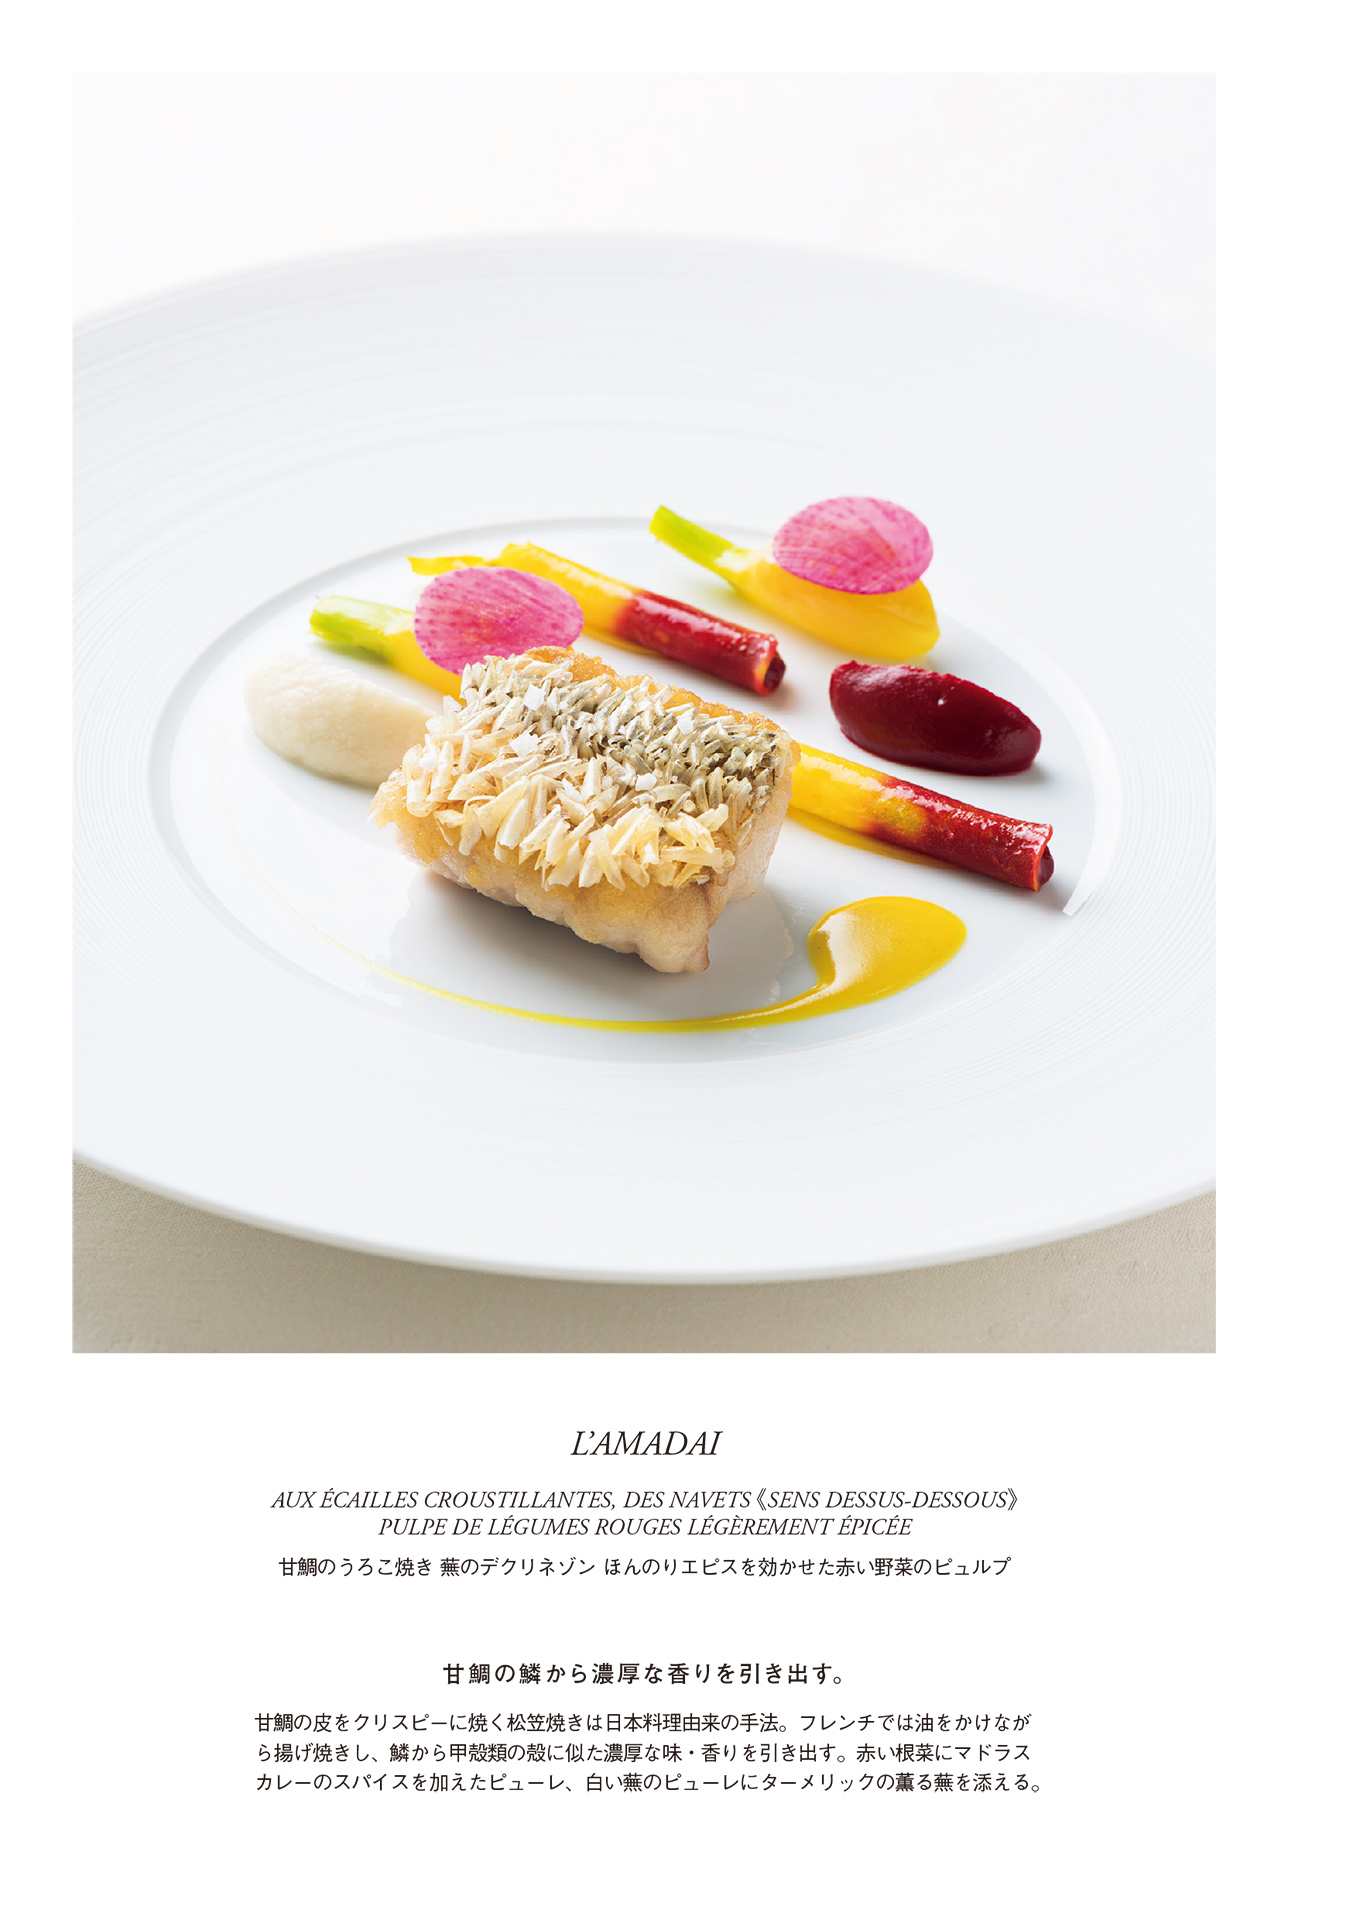 L’AMADAI
AUX ÉCAILLES CROUSTILLANTES, DES NAVETS《SENS DESSUS-DESSOUS》
PULPE DE LÉGUMES ROUGES LÉGÈREMENT ÉPICÉE
甘鯛のうろこ焼き 蕪のデクリネゾン ほんのりエピスを効かせた赤い野菜のピュルプ
甘鯛の鱗から濃厚な香りを引き出す。
甘鯛の皮をクリスピーに焼く松笠焼きは日本料理由来の手法。フレンチでは油をかけなが
ら揚げ焼きし、鱗から甲殻類の殻に似た濃厚な味・香りを引き出す。赤い根菜にマドラス
カレーのスパイスを加えたピューレ、白い蕪のピューレにターメリックの薫る蕪を添える。